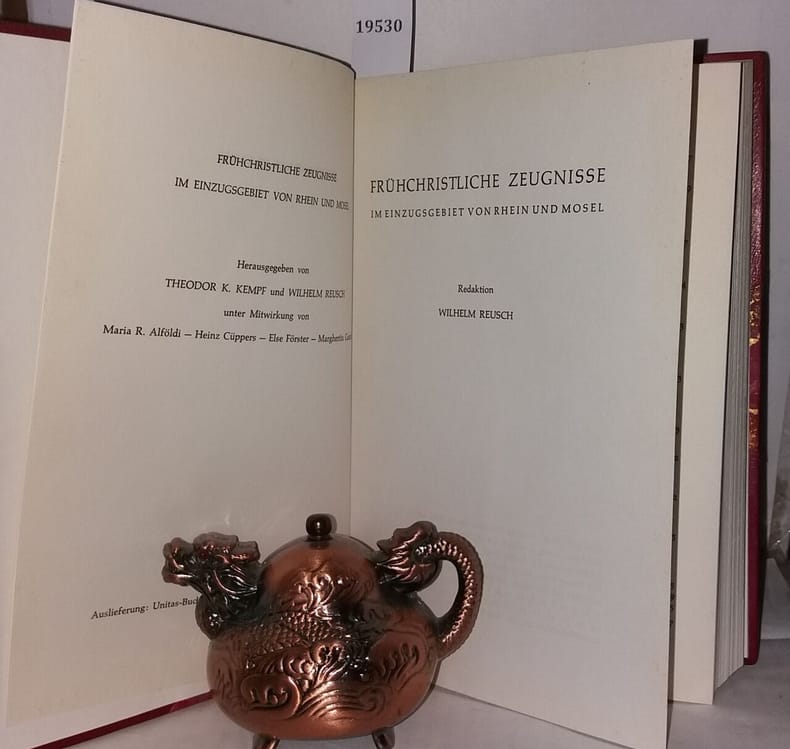 19530
FRÜHCHRISTLICHE ZEUGNISSE
IM EINZUGSGEBIET VON RHEIN UND MOSEL
Herausgegeben von
THEODOR K. KEMPF und WILHELM REUSCH
unter Mitwirkung von
Maria R. Alföldi — Heinz Cüppers — Else Förster — Margherita
Auslieferung:
FRÜHCHRISTLICHE ZEUGNISSE
IM EINZUGSGEBIET VON RHEIN UND MOSEL
Redaktion
WILHELM REUSCH